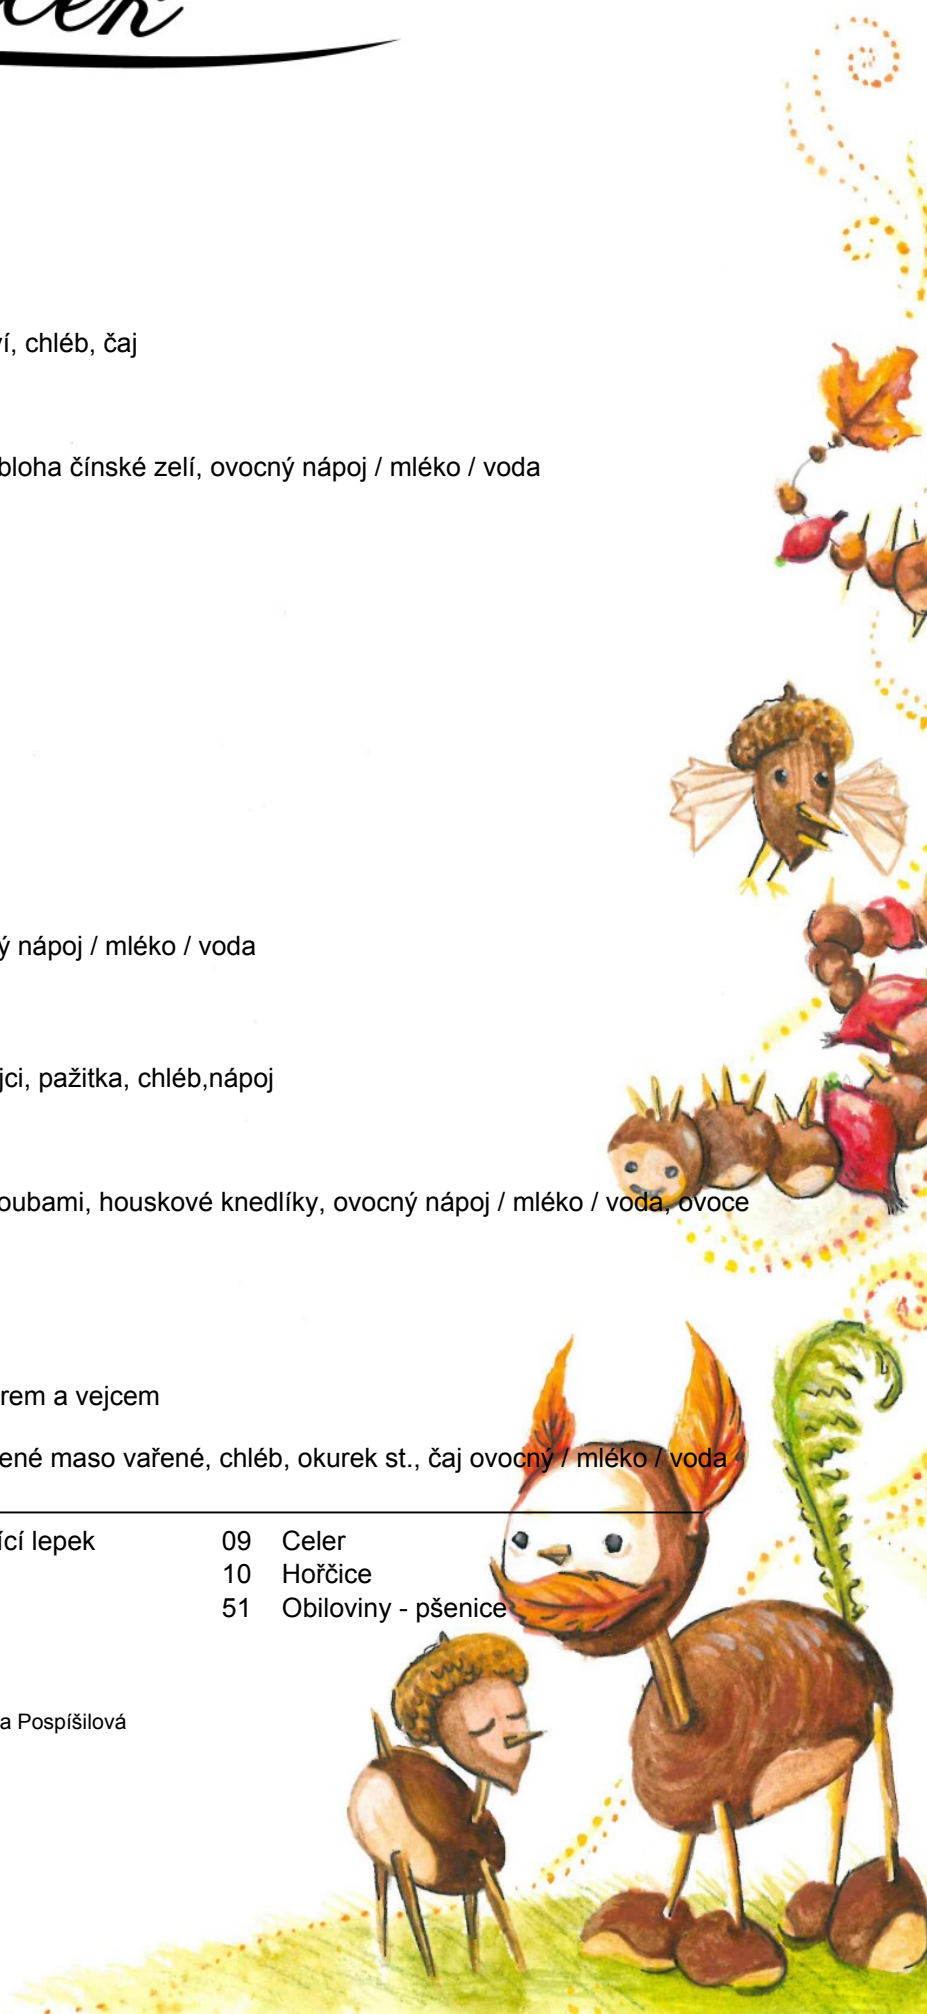 ček
í, chléb, čaj
bloha čínské zelí, ovocný nápoj / mléko / voda
ý nápoj / mléko / voda
jci, pažitka, chléb,nápoj
oubami, houskové knedlíky, ovocný nápoj / mléko / voda, ovoce
rem a vejcem
ené maso vařené, chléb, okurek st., čaj ovocný / mléko / voda
ící lepek 09 Celer
10 Hořčice
51 Obiloviny - pšenice
a Pospíšilová